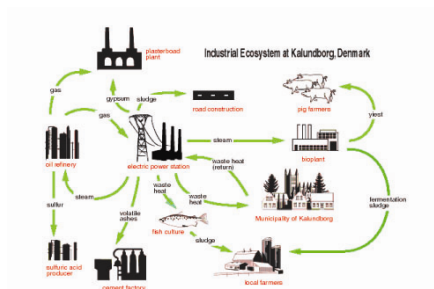 plasterboad
plant
Industrial Ecosystem at Kalundborg, Denmark
gas
gypsum
sludge
road construction
pig farmers
gas
yiest
steam
oil refinery
electric power station
bioplant
waste heat
(return)
steam
waste
heat
waste
heat
fermentation
sludge
sulfur
volatile
ashes
Municipality of Kalundborg
fish culture
sludge
sulfuric acid
producer
cement factory
local farmers